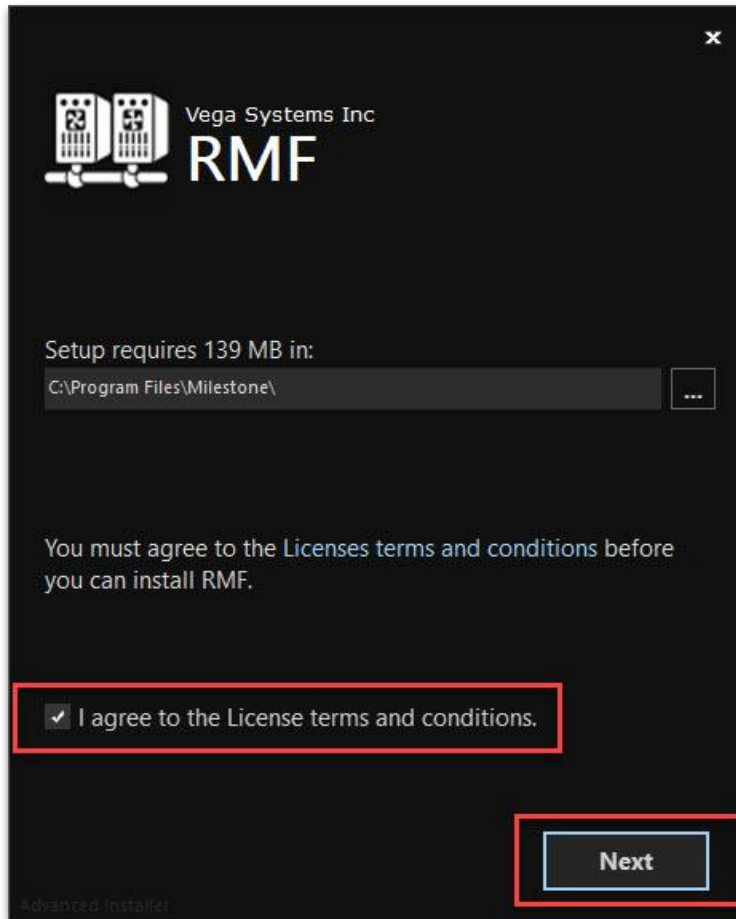 Vega Systems Inc
RMF
Setup requires 139 MB in:
C:\Program Files\Milestone\
...
You must agree to the Licenses terms and conditions before
you can install RMF.
I agree to the License terms and conditions.
Next
Advanced Installer